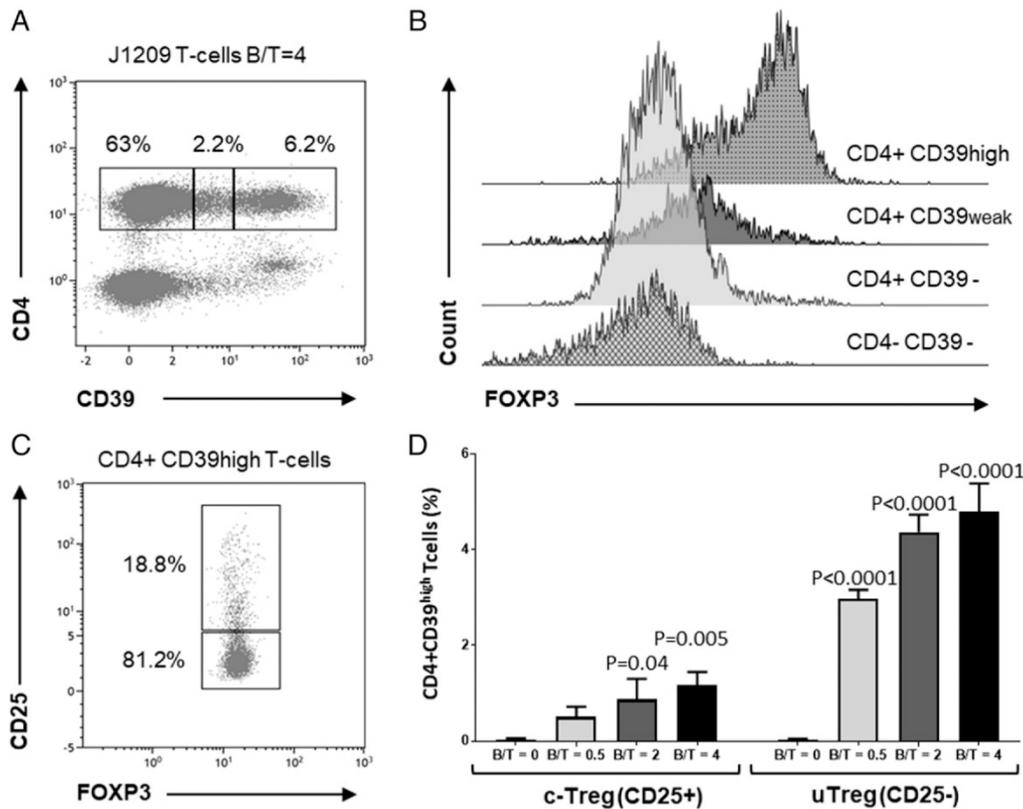 A
J1209 T-cells B/T=4
CD4
10³
10²
10¹
10⁰
63%
2.2%
6.2%
-2
0
2
10¹
10²
10³
CD39
B
Count
CD4+ CD39high
CD4+ CD39weak
CD4+ CD39 -
CD4- CD39 -
FOXP3
C
CD4+ CD39high T-cells
CD25
10³
10²
10¹
5
0
-5
18.8%
81.2%
10⁰
10¹
10²
10³
FOXP3
D
CD4+CD39high Tcells (%)
6
4
2
0
P=0.04
P=0.005
P<0.0001
P<0.0001
P<0.0001
B/T = 0
B/T = 0.5
B/T = 2
B/T = 4
B/T = 0
B/T = 0.5
B/T = 2
B/T = 4
c-Treg (CD25+)
uTreg (CD25-)